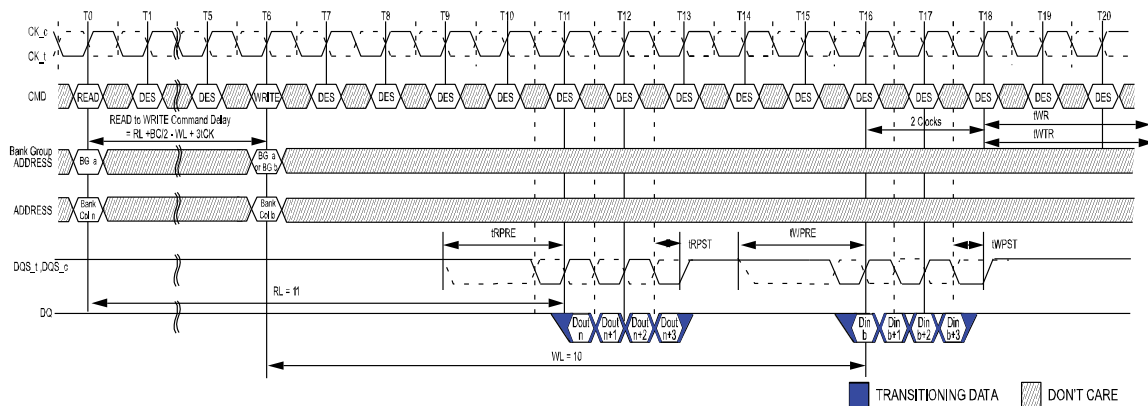 T0 T1 T5 T6 T7 T8 T9 T10 T11 T12 T13 T14 T15 T16 T17 T18 T19 T20
CK_c
CK_t
CMD READ DES DES WRITE DES DES DES DES DES DES DES DES DES DES DES DES DES DES
READ to WRITE Command Delay
= RL +BC/2 - WL + 3tCK
2 Clocks
tWR
tWTR
Bank Group
ADDRESS
BG a
BG a
or BG b
ADDRESS
Bank
Col n
Bank
Col b
tRPRE tRPST tWPRE tWPST
DQS_t ,DQS_c
RL = 11
DQ
Dout
n
Dout
n+1
Dout
n+2
Dout
n+3
Din
b
Din
b+1
Din
b+2
Din
b+3
WL = 10
TRANSITIONING DATA DON'T CARE